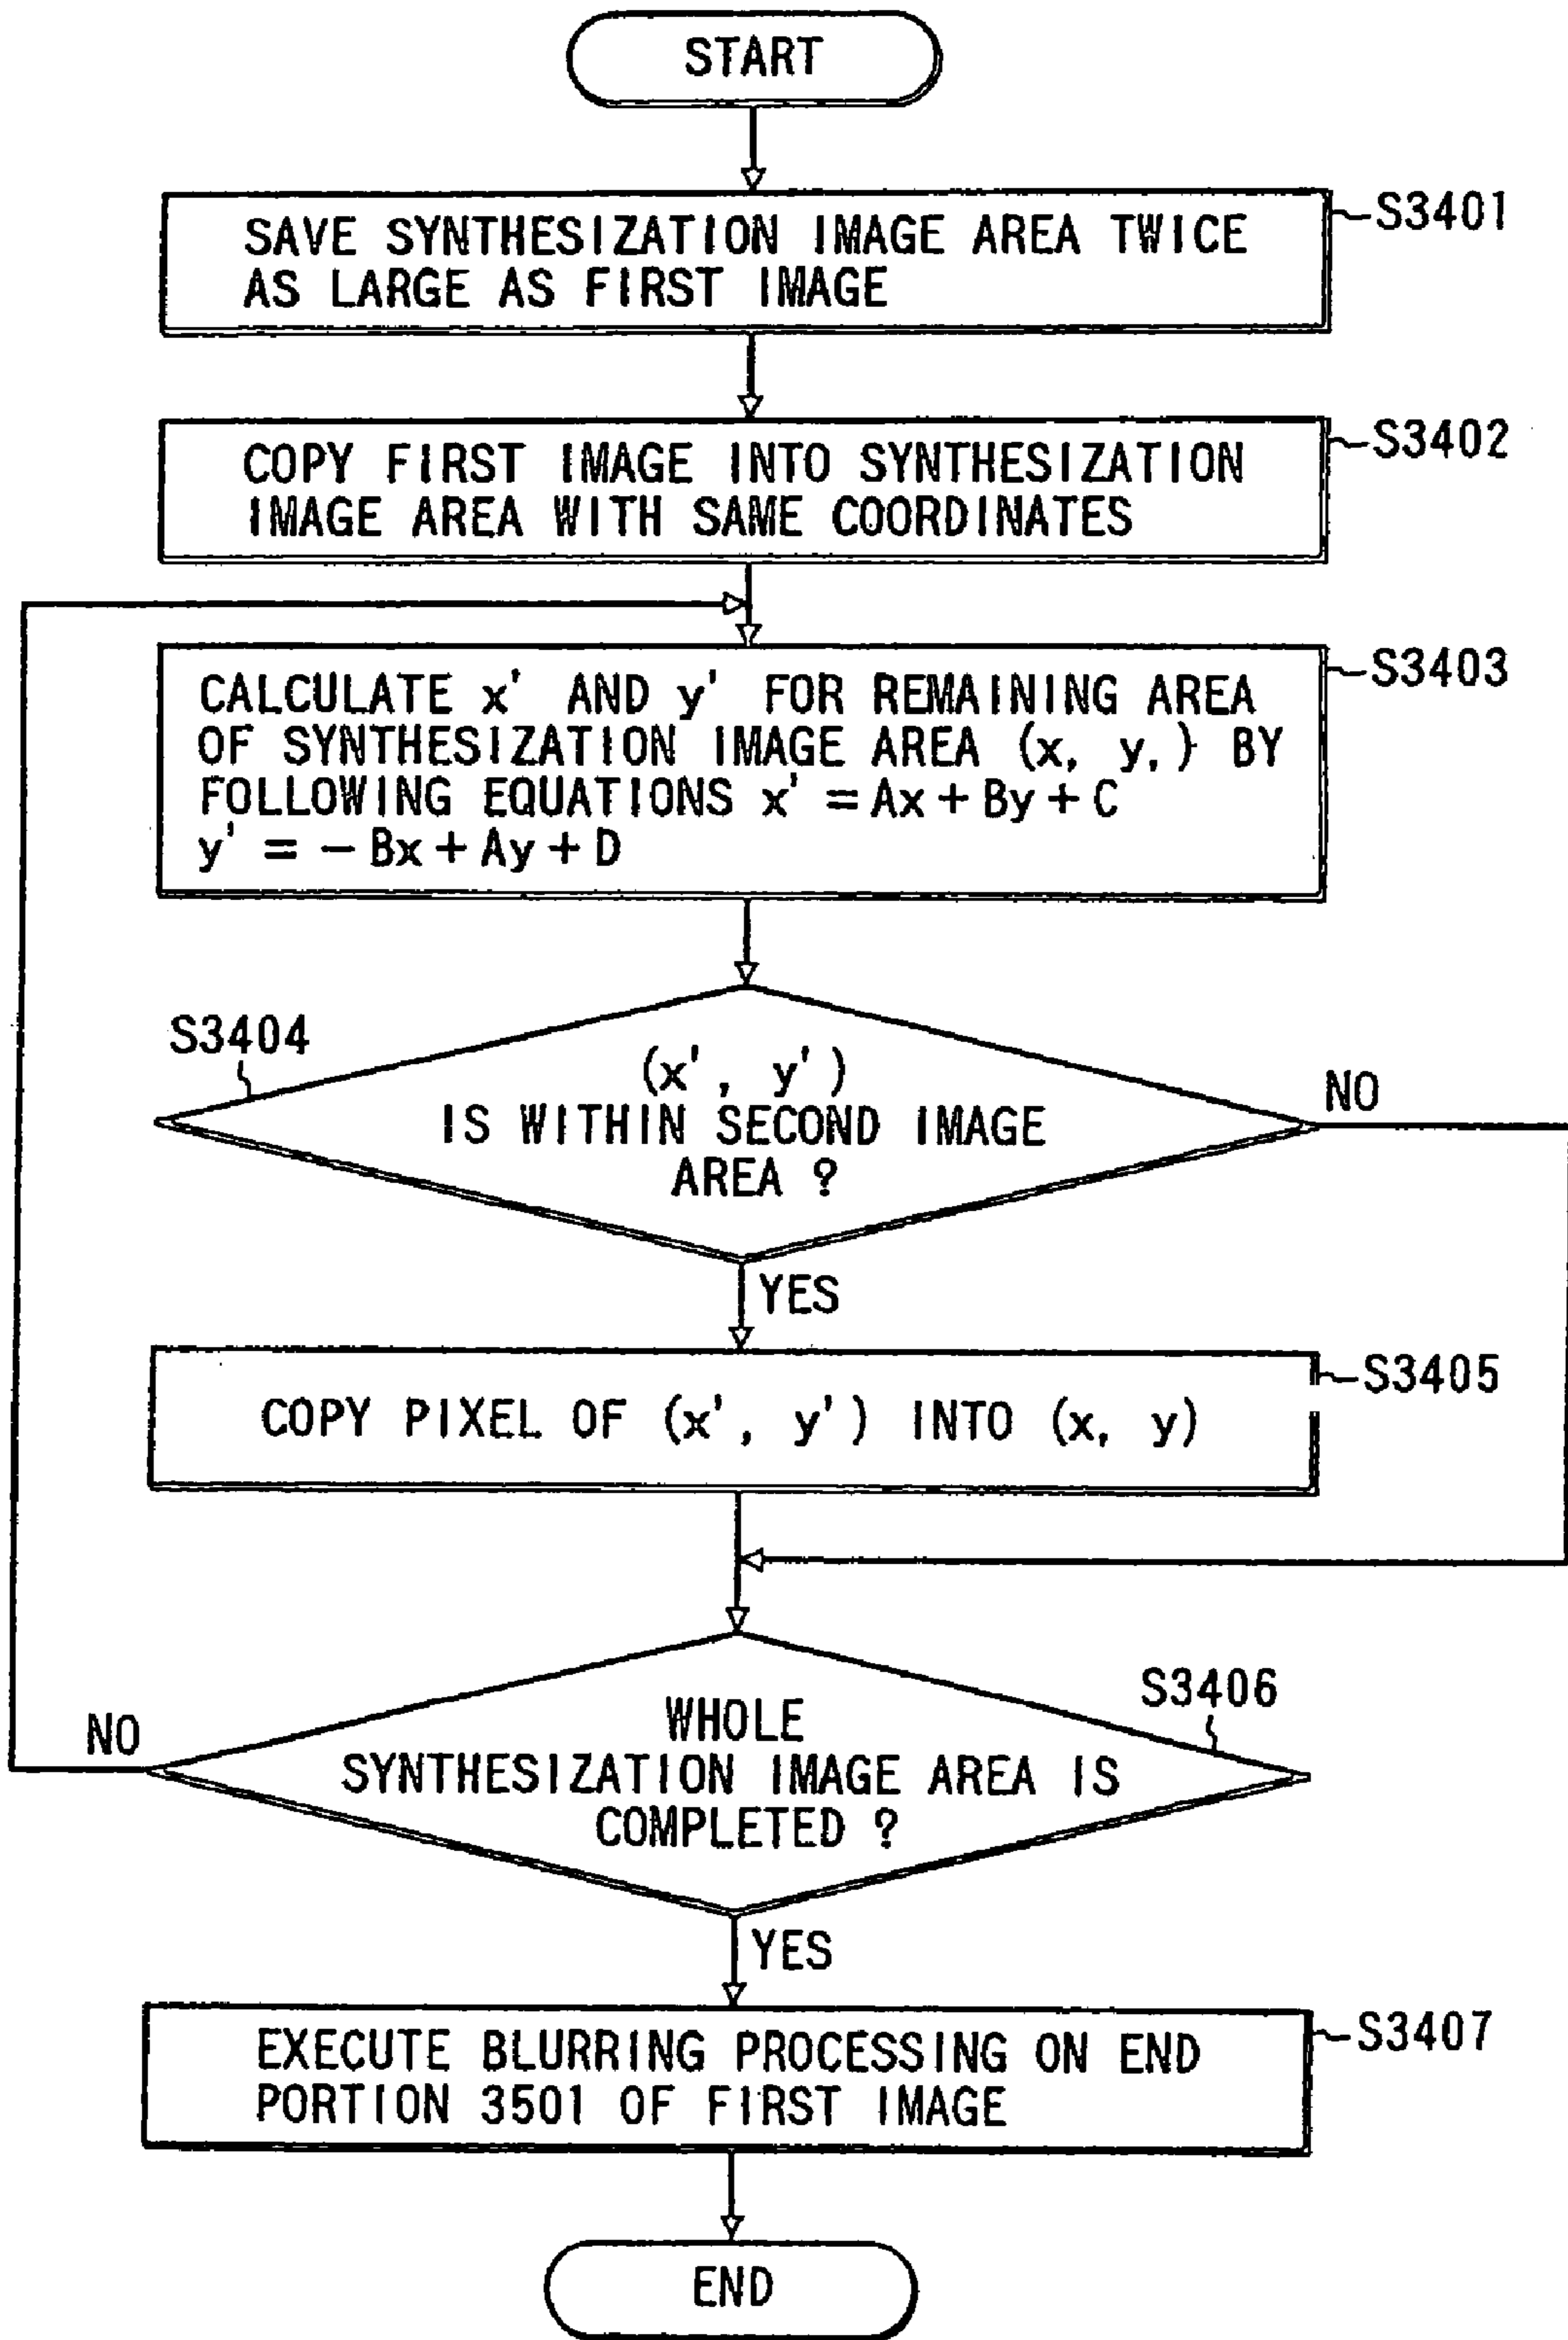 START
S3401
SAVE SYNTHESIZATION IMAGE AREA TWICE
AS LARGE AS FIRST IMAGE
S3402
COPY FIRST IMAGE INTO SYNTHESIZATION
IMAGE AREA WITH SAME COORDINATES
S3403
CALCULATE x' AND y' FOR REMAINING AREA
OF SYNTHESIZATION IMAGE AREA (x, y,) BY
FOLLOWING EQUATIONS x' = Ax + By + C
y' = - Bx + Ay + D
S3404
(x', y')
IS WITHIN SECOND IMAGE
AREA ?
NO
YES
S3405
COPY PIXEL OF (x', y') INTO (x, y)
S3406
WHOLE
SYNTHESIZATION IMAGE AREA IS
COMPLETED ?
NO
YES
S3407
EXECUTE BLURRING PROCESSING ON END
PORTION 3501 OF FIRST IMAGE
END